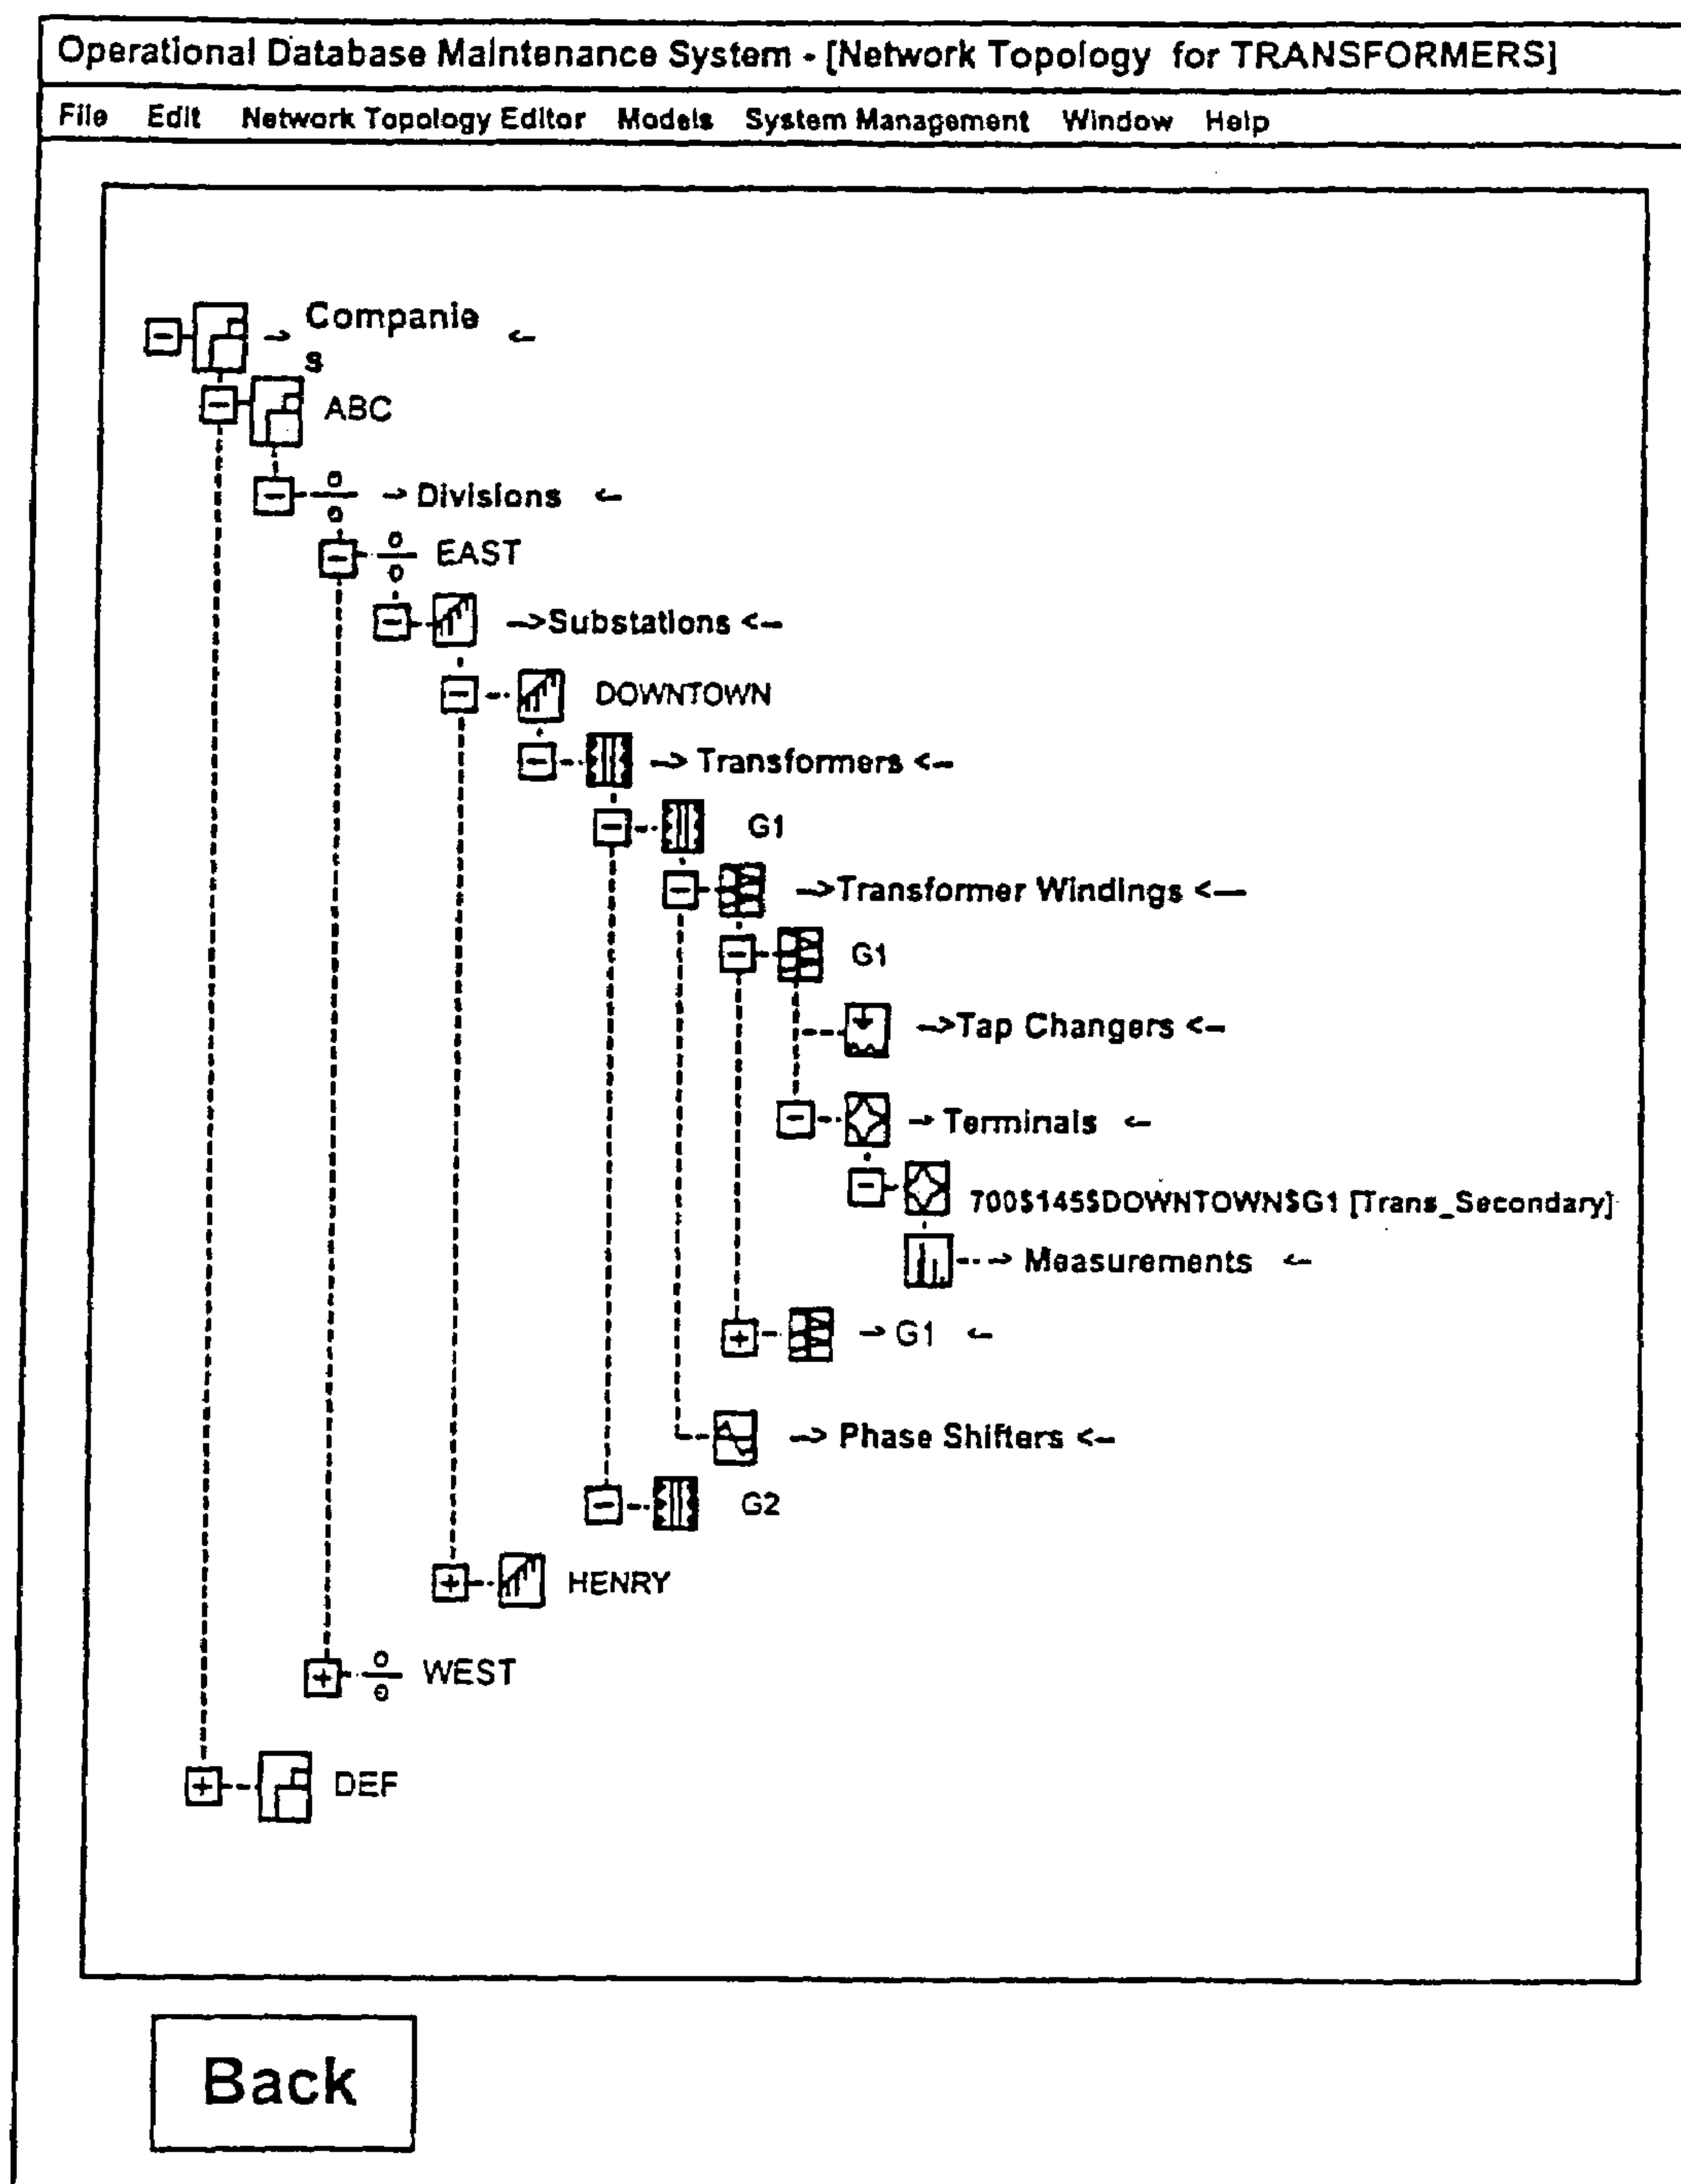 Operational Database Maintenance System - [Network Topology for TRANSFORMERS]
File Edit Network Topology Editor Models System Management Window Help
-> Companie <-
s
ABC
-> Divisions <-
EAST
->Substations <-
DOWNTOWN
-> Transformers <-
G1
->Transformer Windings <-
G1
->Tap Changers <-
-> Terminals <-
700$145$DOWNTOWN$G1 [Trans_Secondary]
-> Measurements <-
-> G1 <-
-> Phase Shifters <-
G2
HENRY
WEST
DEF
Back